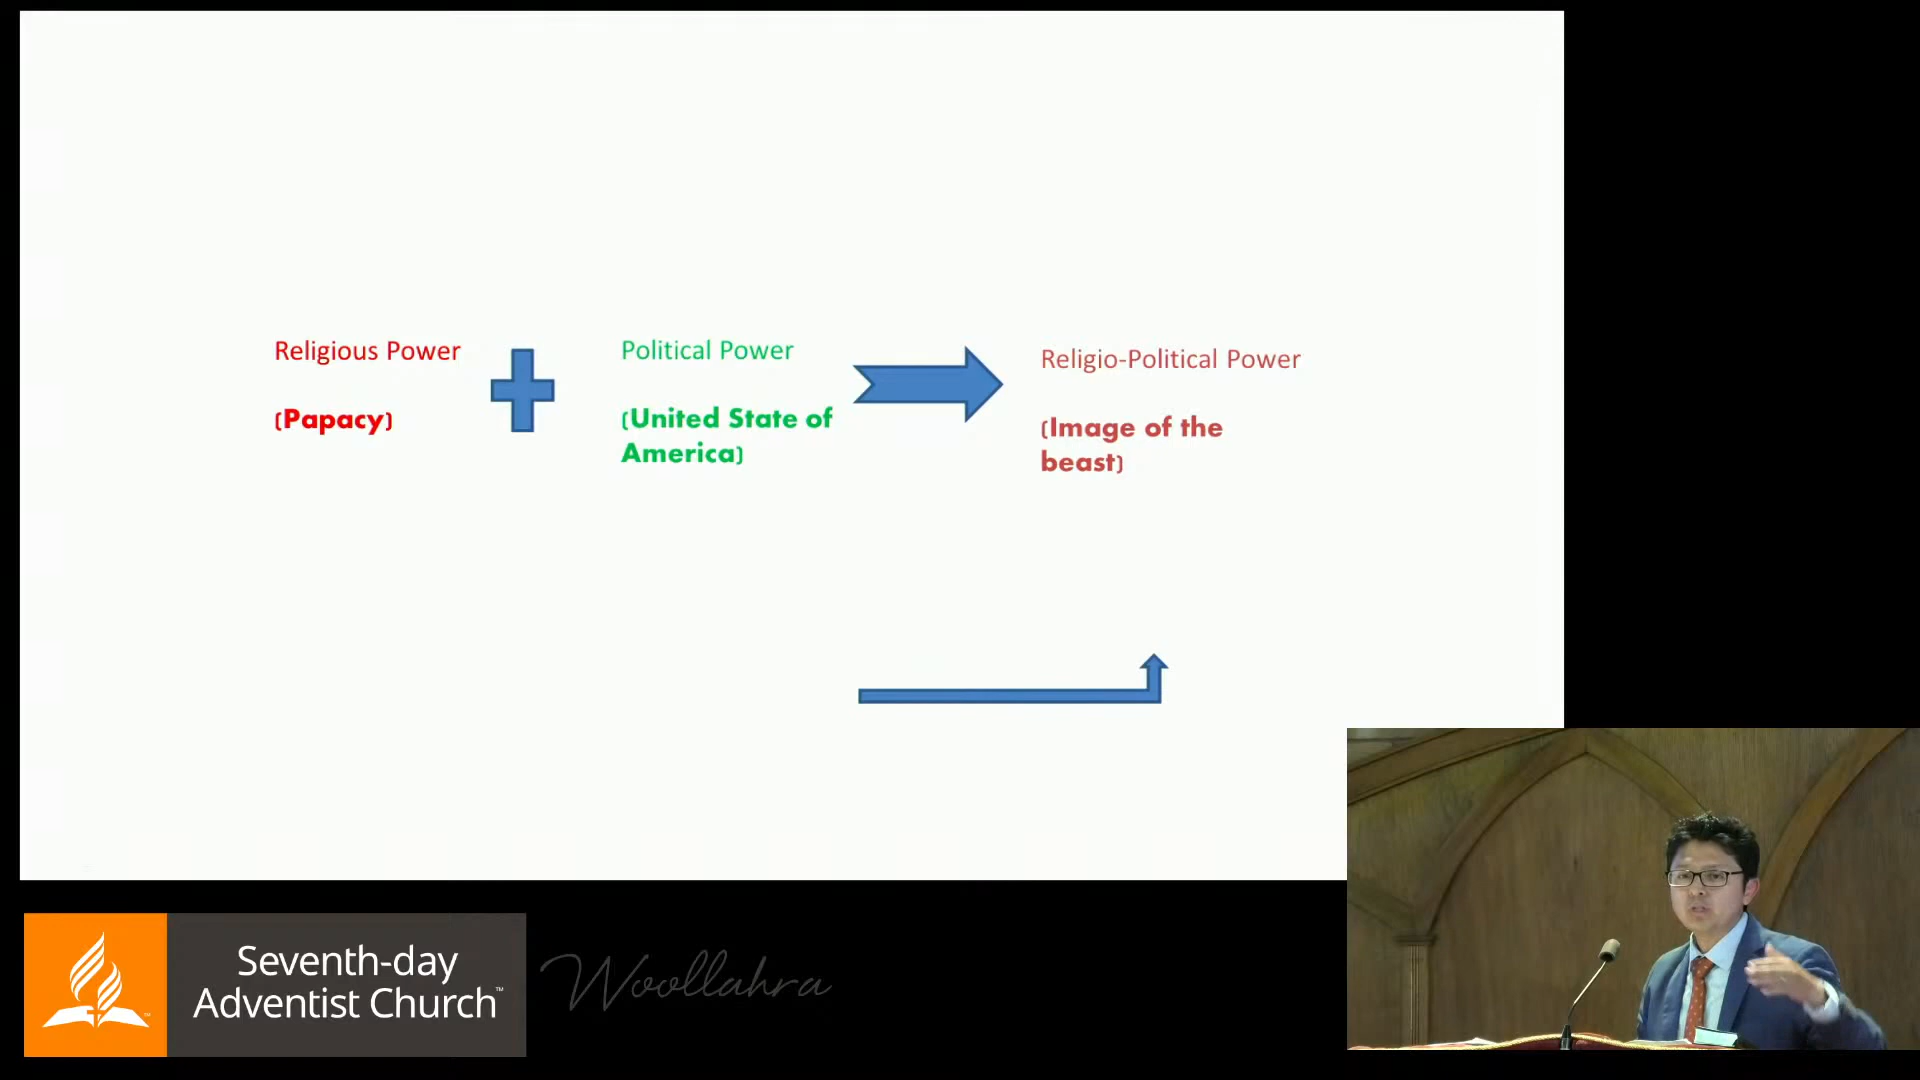 Religious Power
(Papacy)
Political Power
(United State of
America)
Religio-Political Power
(Image of the
beast)
Seventh-day
Adventist Church™
Woollahra